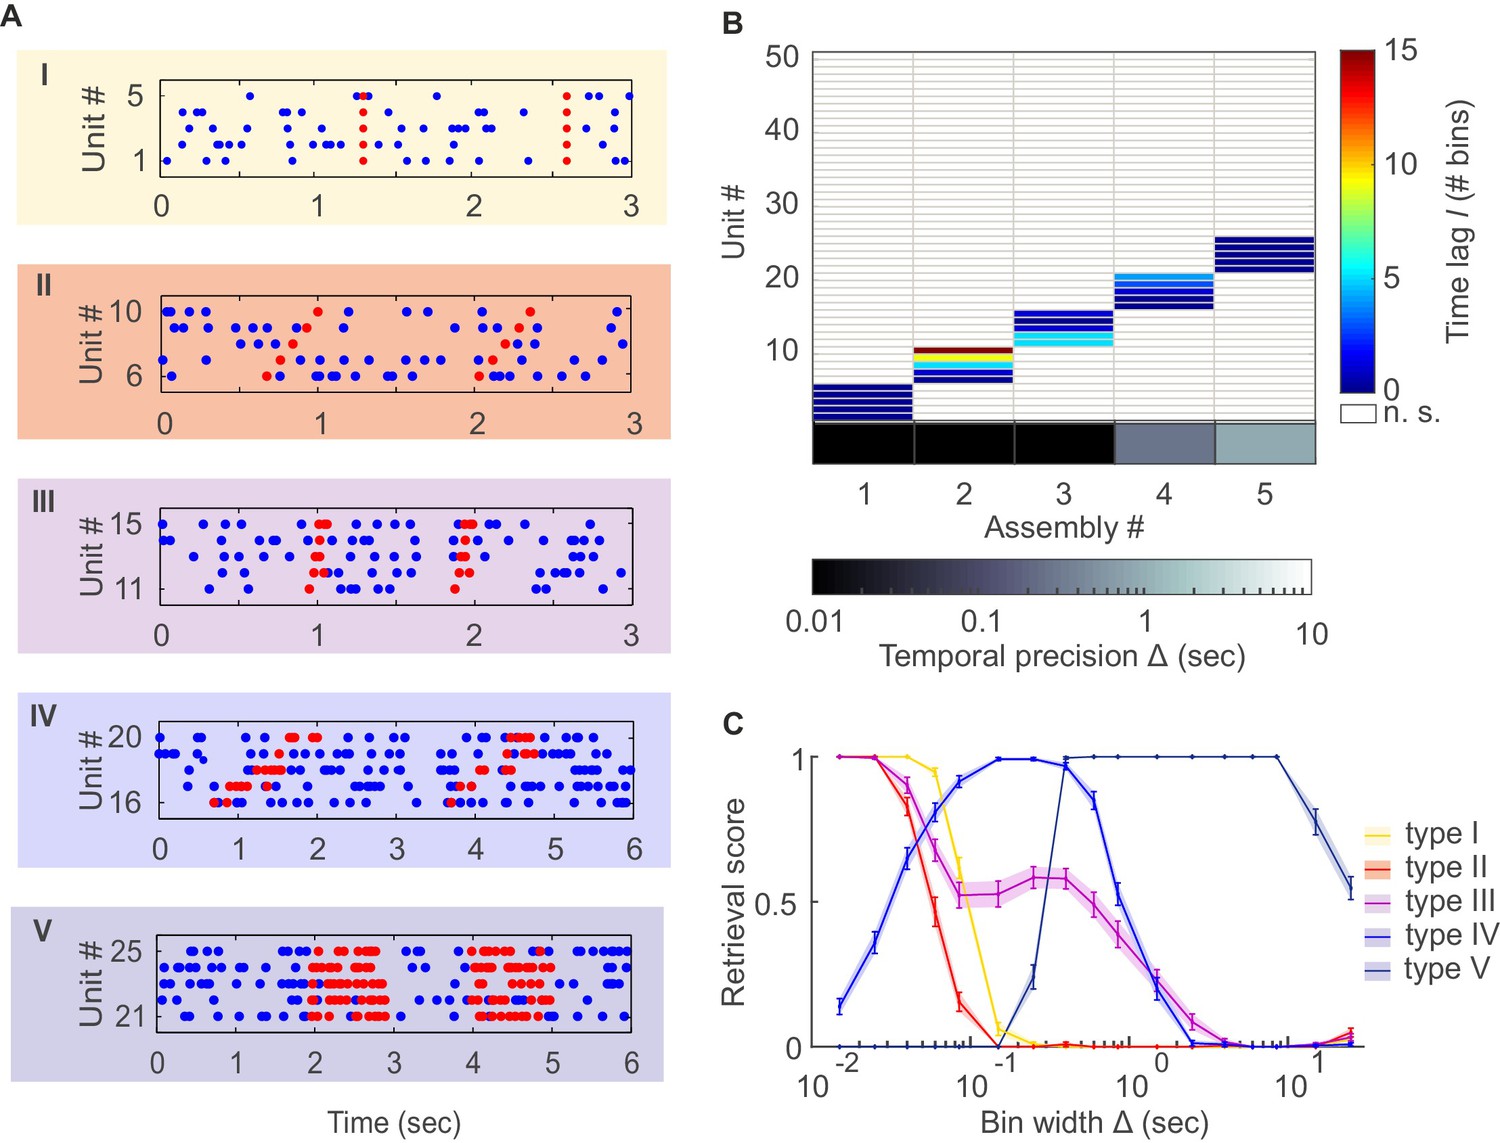 A
I
Unit #
5
1
0 1 2 3
II
Unit #
10
6
0 1 2 3
III
Unit #
15
11
0 1 2 3
IV
Unit #
20
16
0 1 2 3 4 5 6
V
Unit #
25
21
0 1 2 3 4 5 6
Time (sec)
B
Unit #
50
40
30
20
10
1 2 3 4 5
Assembly #
15
10
5
0
n. s.
Time lag l (# bins)
0.01 0.1 1 10
Temporal precision Δ (sec)
C
Retrieval score
1
0.5
0
10^-2 10^-1 10^0 10^1
Bin width Δ (sec)
type I
type II
type III
type IV
type V